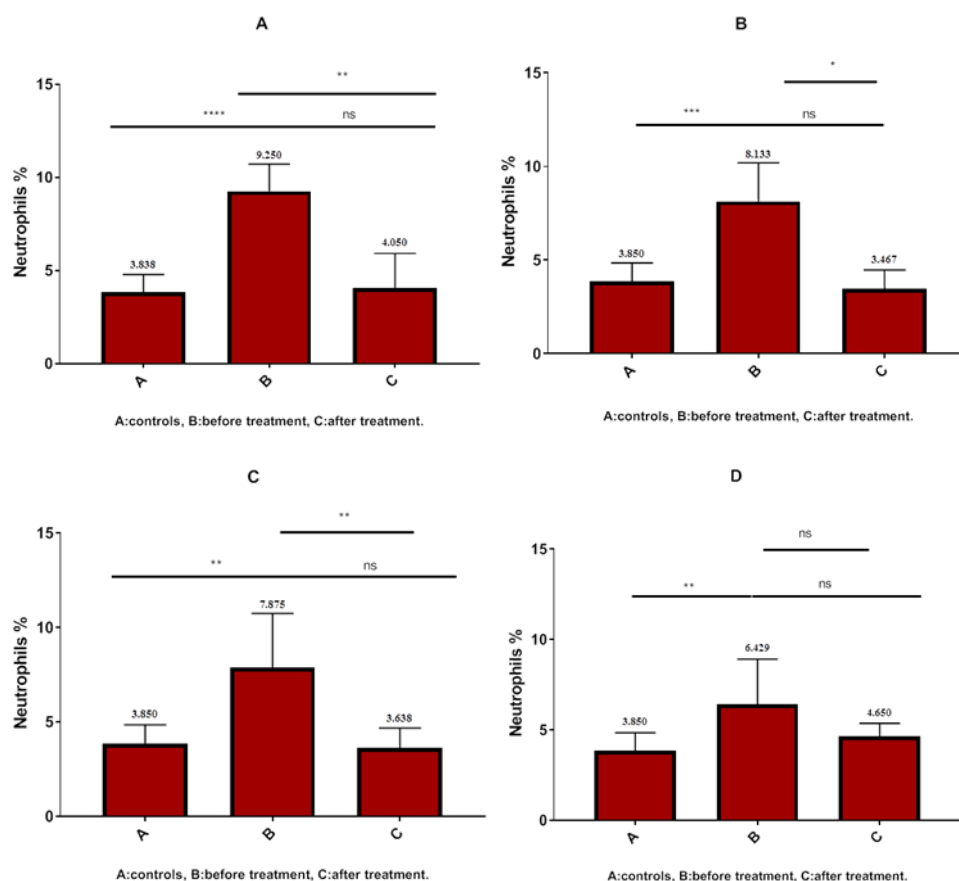 A
**
**** ns
15
9.250
10
4.050
3.838
5
0
Neutrophils %
A B C
A:controls, B:before treatment, C:after treatment.
B
*
*** ns
15
8.133
10
3.850
3.467
5
0
Neutrophils %
A B C
A:controls, B:before treatment, C:after treatment.
C
**
** ns
15
7.875
10
3.850
3.638
5
0
Neutrophils %
A B C
A:controls, B:before treatment, C:after treatment.
D
ns
** ns
15
10
6.429
4.650
3.850
5
0
Neutrophils %
A B C
A:controls, B:before treatment, C:after treatment.